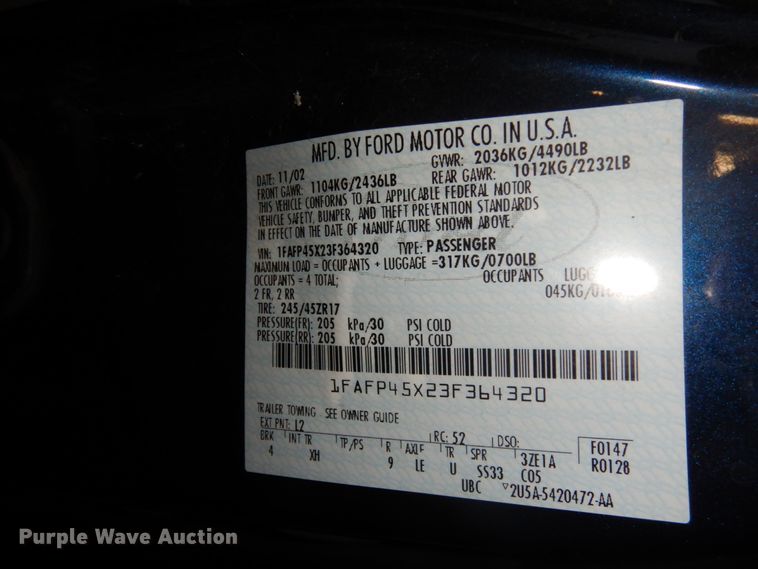 MFD. BY FORD MOTOR CO. IN U.S.A.
DATE: 11/02 GVWR: 2036KG/4490LB
FRONT GAWR: 1104KG/2436LB REAR GAWR: 1012KG/2232LB
THIS VEHICLE CONFORMS TO ALL APPLICABLE FEDERAL MOTOR
VEHICLE SAFETY, BUMPER, AND THEFT PREVENTION STANDARDS
IN EFFECT ON THE DATE OF MANUFACTURE SHOWN ABOVE.
VIN: 1FAFP45X23F364320 TYPE: PASSENGER
MAXIMUM LOAD = OCCUPANTS + LUGGAGE =317KG/0700LB
OCCUPANTS = 4 TOTAL; OCCUPANTS
2 FR, 2 RR 045KG/
TIRE: 245/45ZR17
PRESSURE(FR): 205 kPa/30 PSI COLD
PRESSURE(RR): 205 kPa/30 PSI COLD
1FAFP45X23F364320
TRAILER TOWING: SEE OWNER GUIDE
EXT PNT: L2 RC: 52 DSO: F0147
BRK INT TR TP/PS R AXLE TR SPR 3ZE1A R0128
4 XH 9 LE U SS33 C05
UBC ▽2U5A-5420472-AA
Purple Wave Auction